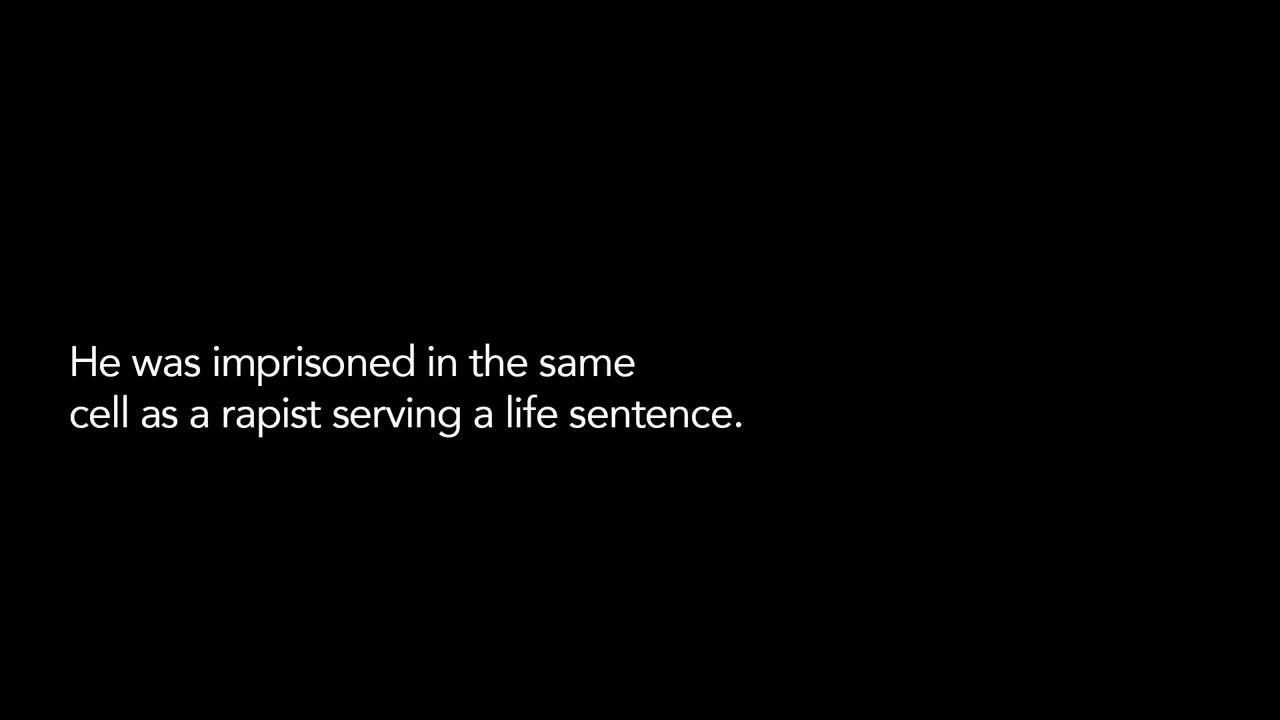 He was imprisoned in the same
cell as a rapist serving a life sentence.